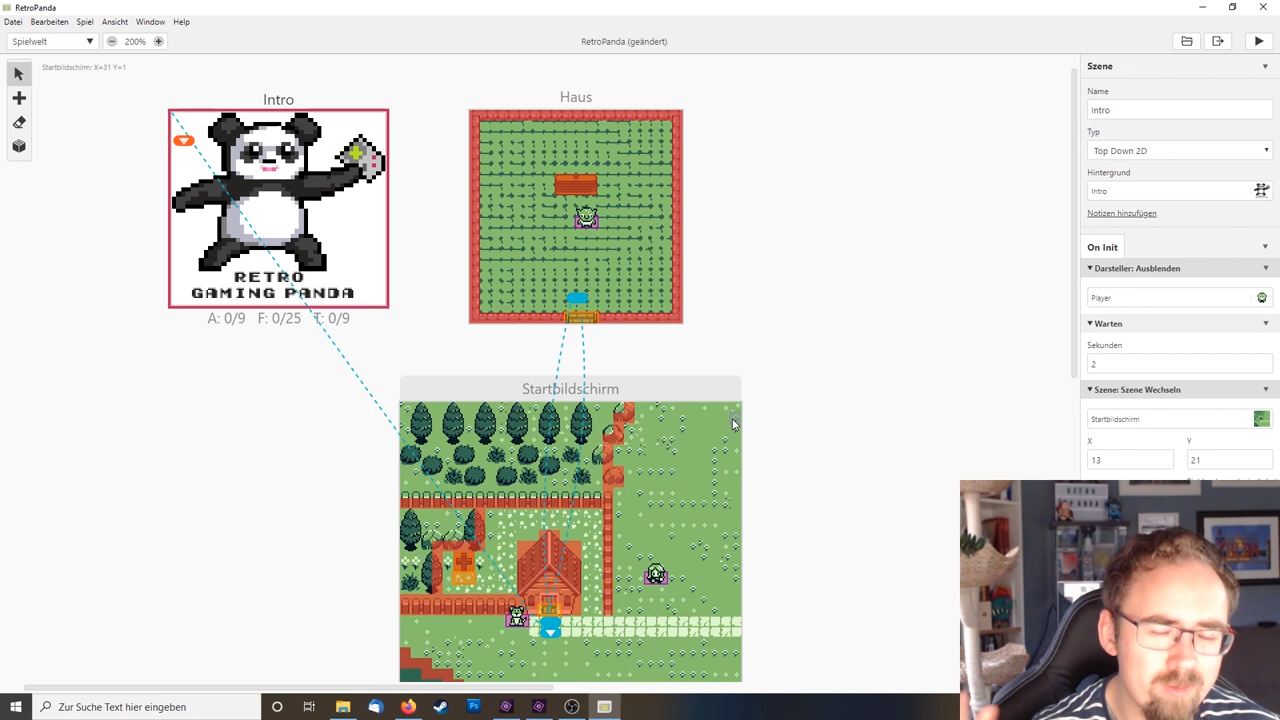 RetroPanda
Datei Bearbeiten Spiel Ansicht Window Help
Spielwelt 200% RetroPanda (geändert)
Startbildschirm: X=31 Y=1
Intro
RETRO
GAMING PANDA
A: 0/9 F: 0/25 T: 0/9
Haus
Startbildschirm
Szene
Name
Intro
Typ
Top Down 2D
Hintergrund
Intro
Notizen hinzufügen
On Init
Darsteller: Ausblenden
Player
Warten
Sekunden
2
Szene: Szene Wechseln
Startbildschirm
X Y
13 21
Zur Suche Text hier eingeben